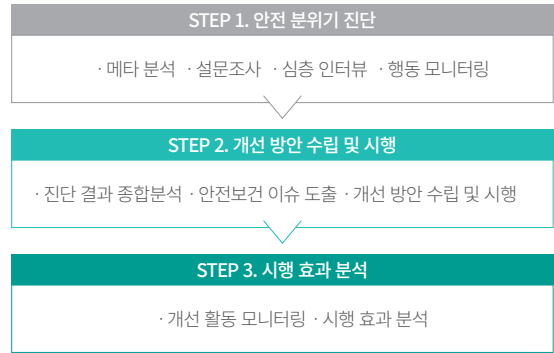 STEP 1. 안전 분위기 진단
· 메타 분석 · 설문조사 · 심층 인터뷰 · 행동 모니터링
STEP 2. 개선 방안 수립 및 시행
· 진단 결과 종합분석 · 안전보건 이슈 도출 · 개선 방안 수립 및 시행
STEP 3. 시행 효과 분석
· 개선 활동 모니터링 · 시행 효과 분석